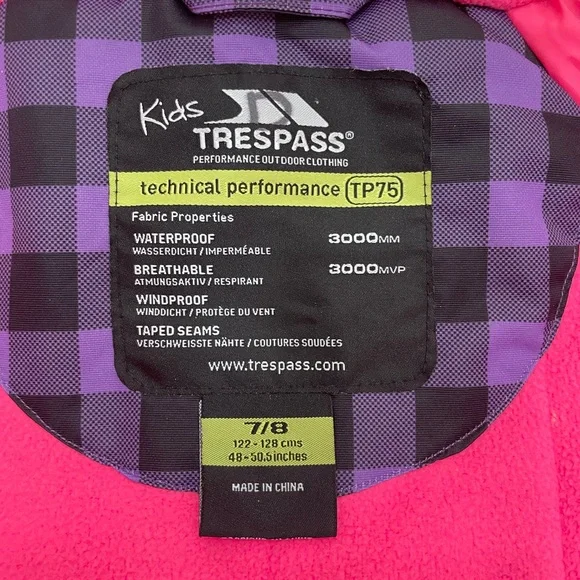 Kids
TRESPASS®
PERFORMANCE OUTDOOR CLOTHING
technical performance TP75
Fabric Properties
WATERPROOF 3000MM
WASSERDICHT / IMPERMÉABLE
BREATHABLE 3000MVP
ATMUNGSAKTIV / RESPIRANT
WINDPROOF
WINDDICHT / PROTÈGE DU VENT
TAPED SEAMS
VERSCHWEISSTE NÄHTE / COUTURES SOUDÉES
www.trespass.com
7/8
122 - 128 cms
48 - 50.5 inches
MADE IN CHINA